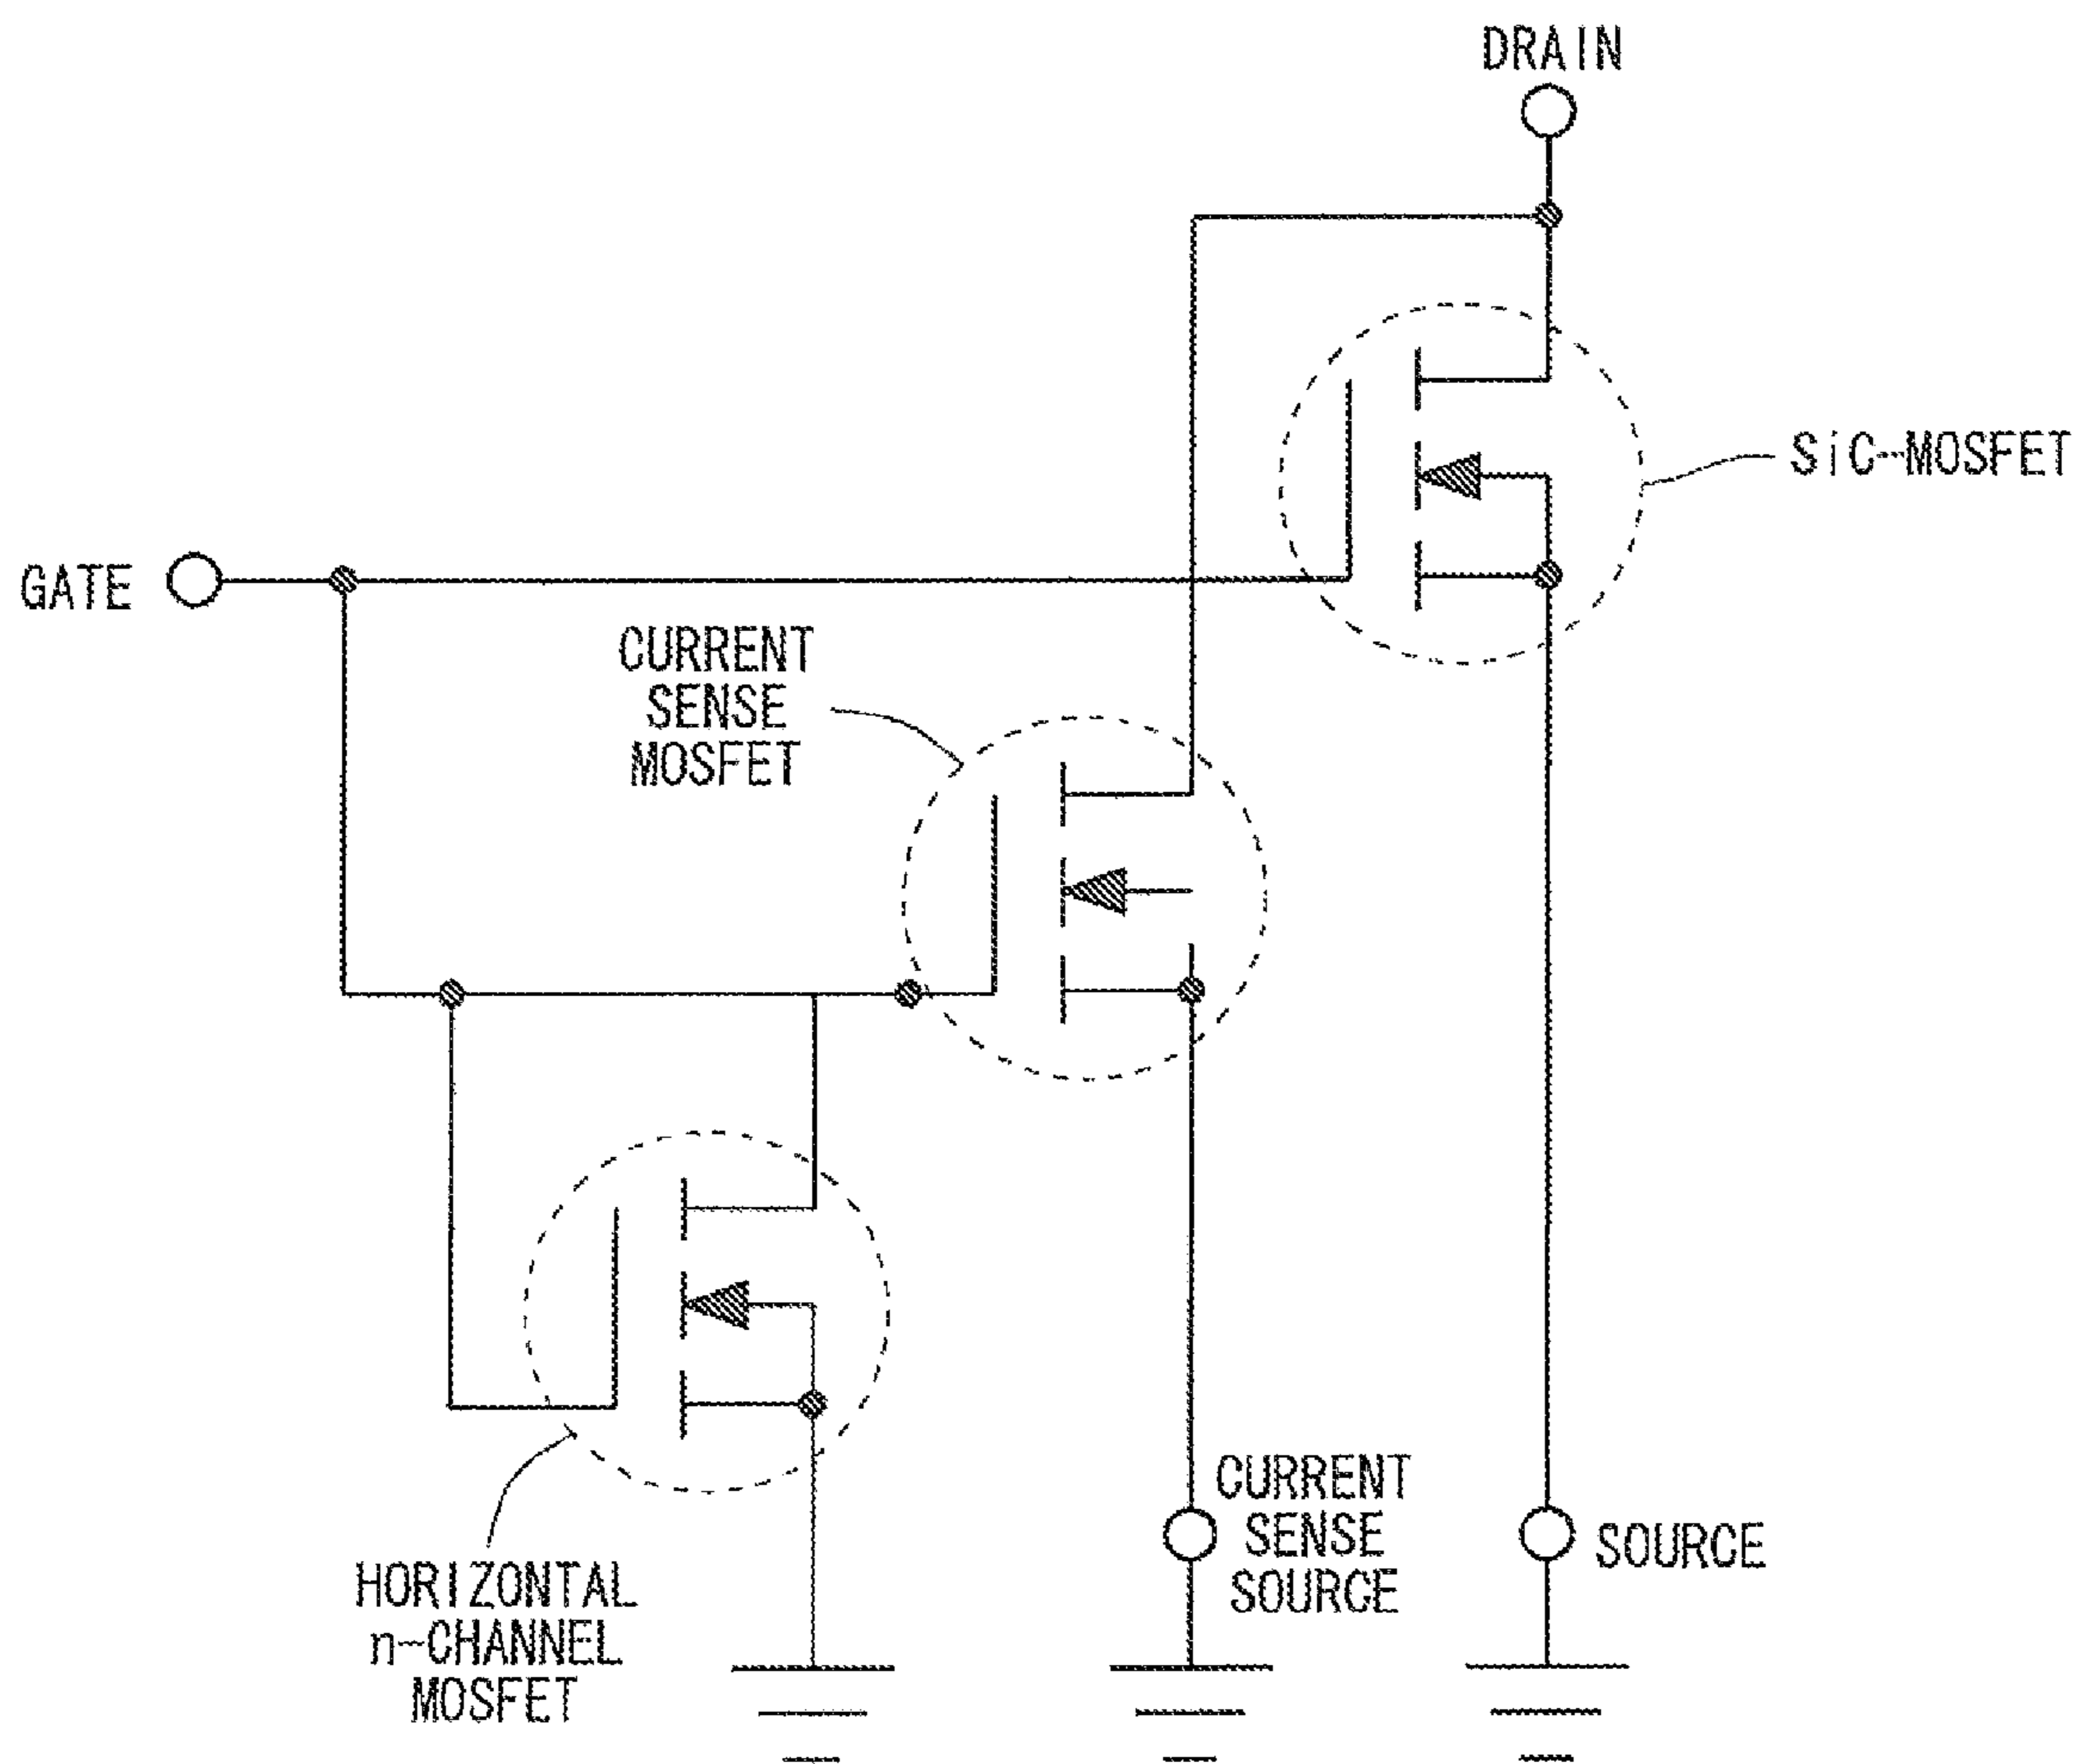 DRAIN
SiC-MOSFET
GATE
CURRENT
SENSE
MOSFET
CURRENT
SENSE
SOURCE
SOURCE
HORIZONTAL
n-CHANNEL
MOSFET